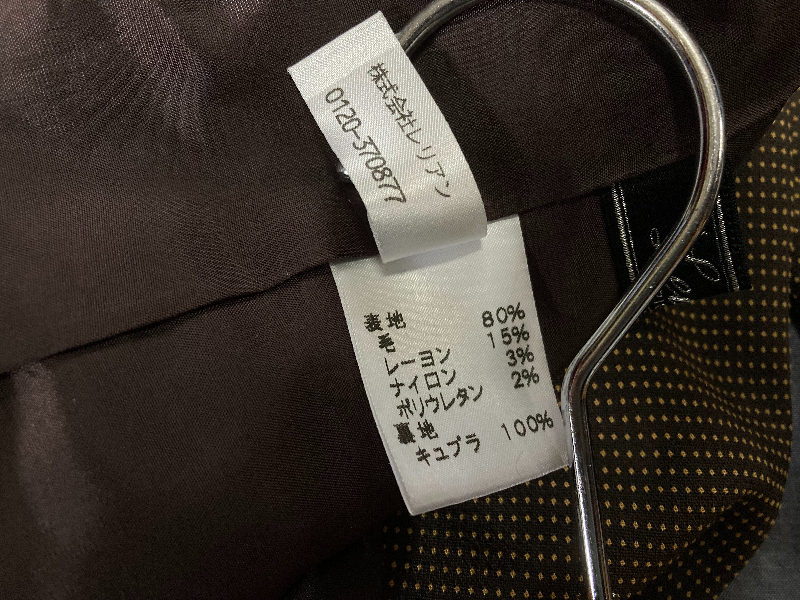 株式会社レリアン
0120-370877
表地
毛 80%
レーヨン 15%
ナイロン 3%
ポリウレタン 2%
裏地
キュプラ 100%